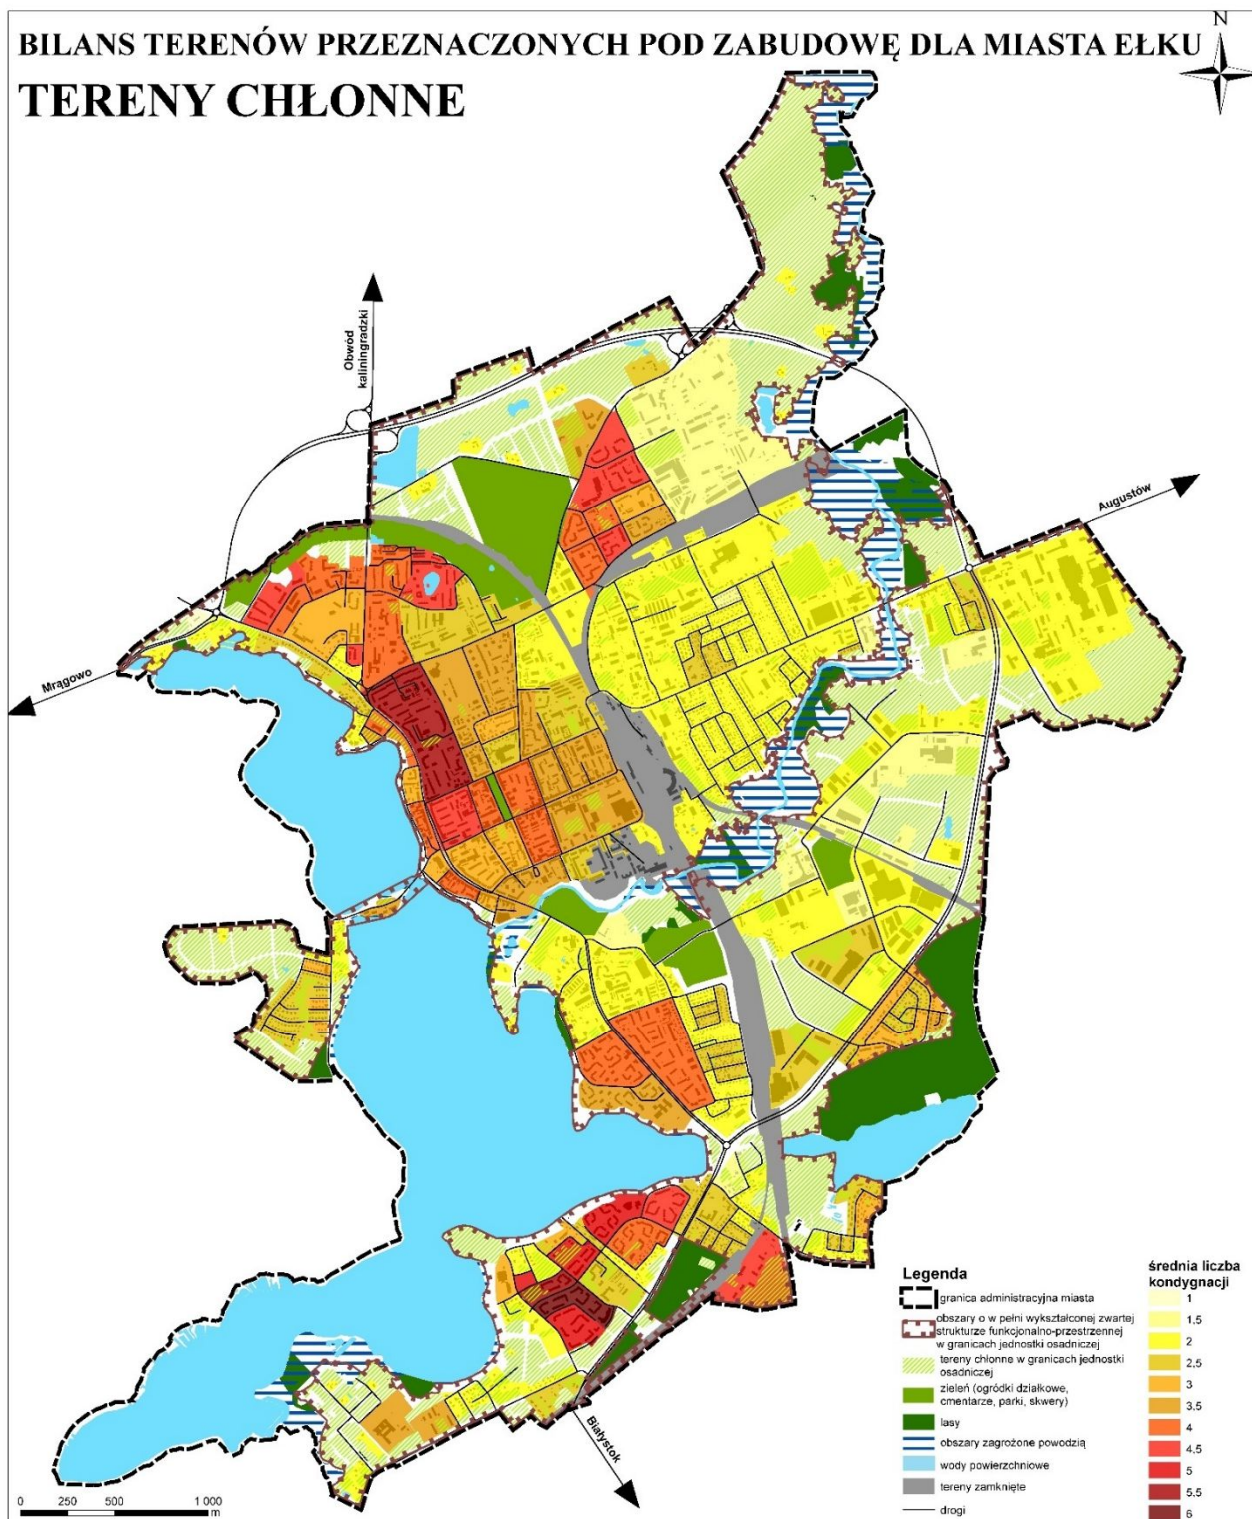 N
BILANS TERENÓW PRZEZNACZONYCH POD ZABUDOWĘ DLA MIASTA EŁKU
TERENY CHŁONNE
Obwód
kaliningradzki
Augustów
Mrągowo
Białystok
Legenda
granica administracyjna miasta
obszary o w pełni wykształconej zwartej
strukturze funkcjonalno-przestrzennej
w granicach jednostki osadniczej
tereny chłonne w granicach jednostki
osadniczej
zieleń (ogródki działkowe,
cmentarze, parki, skwery)
lasy
obszary zagrożone powodzią
wody powierzchniowe
tereny zamknięte
drogi
średnia liczba
kondygnacji
1
1.5
2
2.5
3
3.5
4
4.5
5
5.5
6
0 250 500 1 000
m